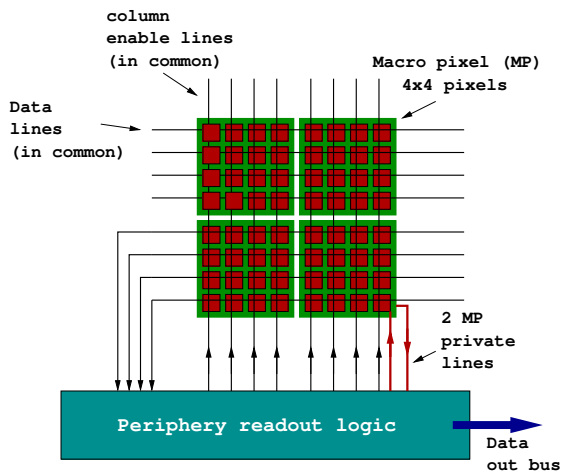 column
enable lines
(in common)
Macro pixel (MP)
4x4 pixels
Data
lines
(in common)
2 MP
private
lines
Periphery readout logic
Data
out bus